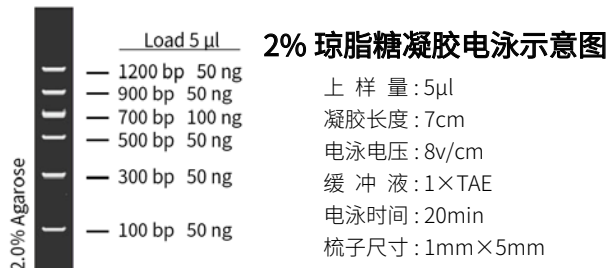 Load 5 µl
1200 bp 50 ng
900 bp 50 ng
700 bp 100 ng
500 bp 50 ng
300 bp 50 ng
100 bp 50 ng
2.0% Agarose
2% 琼脂糖凝胶电泳示意图
上 样 量 : 5µl
凝胶长度 : 7cm
电泳电压 : 8v/cm
缓 冲 液 : 1×TAE
电泳时间 : 20min
梳子尺寸 : 1mm×5mm